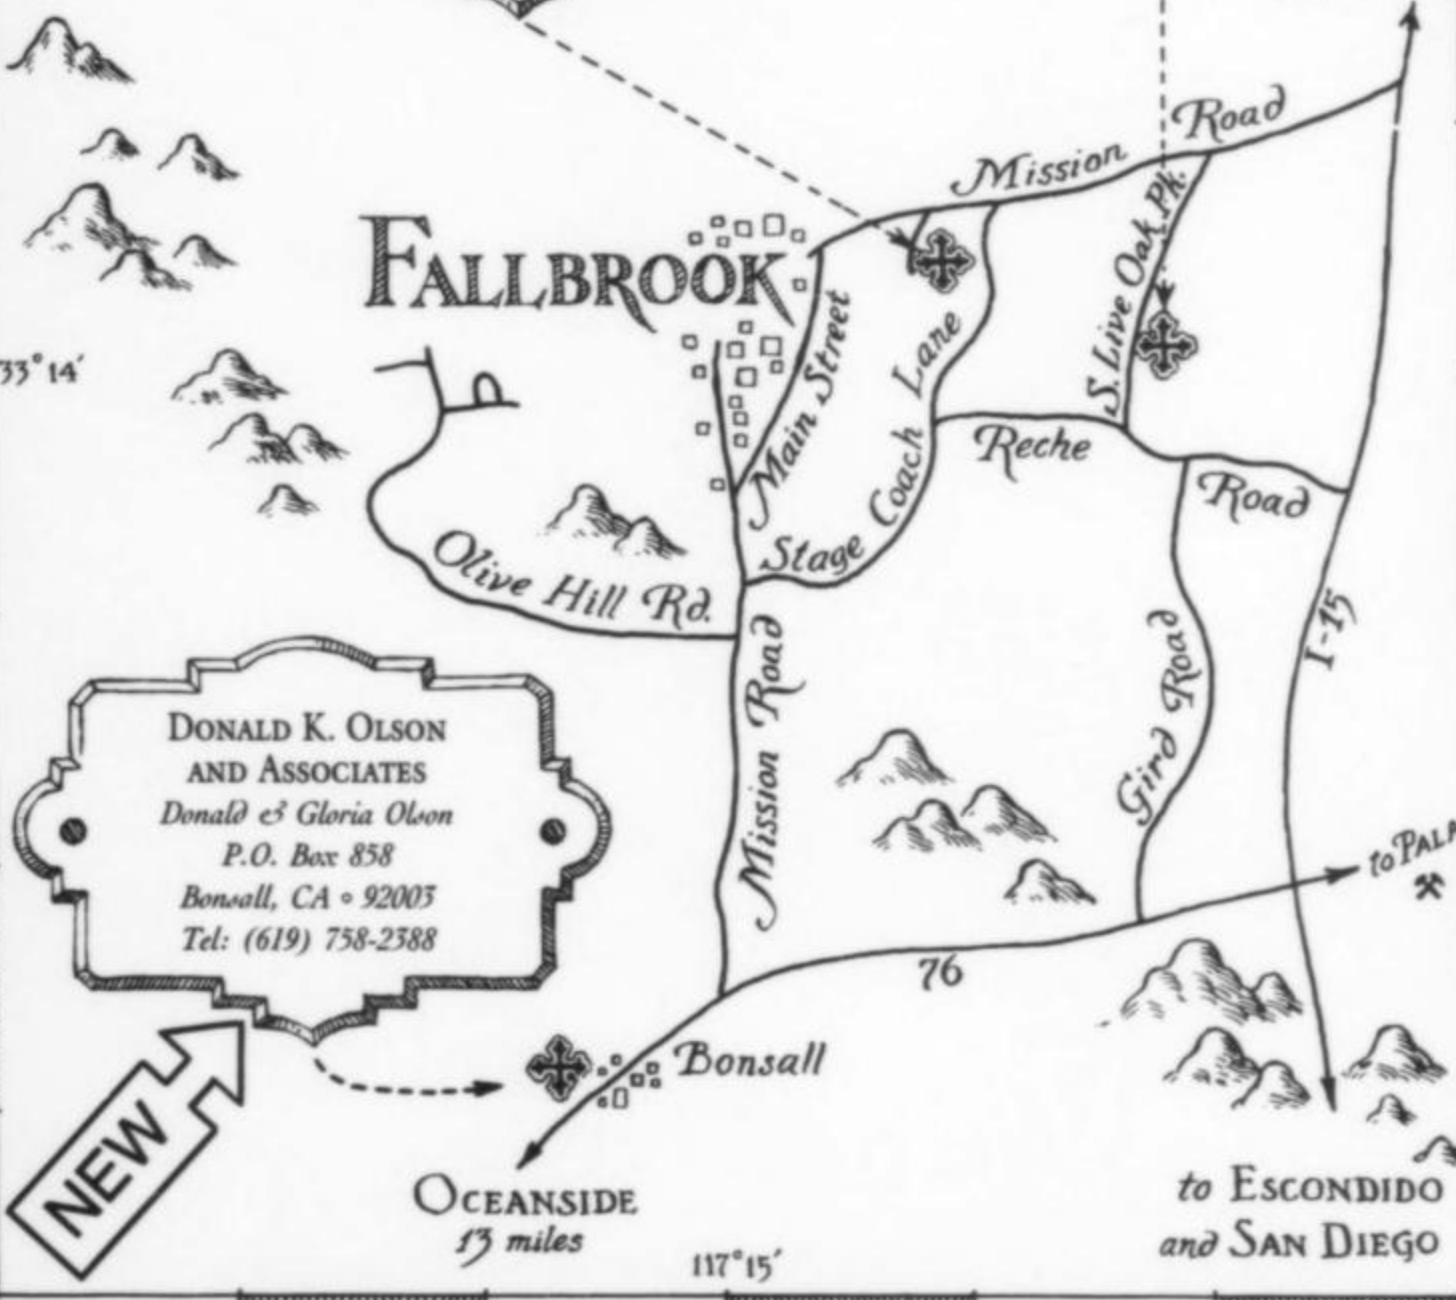 Mission Road
FALLBROOK
S. Live Oak Pk.
Main Street
Stage Coach Lane
33°14′
Reche Road
Olive Hill Rd.
Mission Road
Gird Road
I-15
DONALD K. OLSON
AND ASSOCIATES
Donald & Gloria Olson
P.O. Box 858
Bonsall, CA ∘ 92003
Tel: (619) 758-2388
to PALA
76
Bonsall
NEW
OCEANSIDE
13 miles
to ESCONDIDO
and SAN DIEGO
117°15′